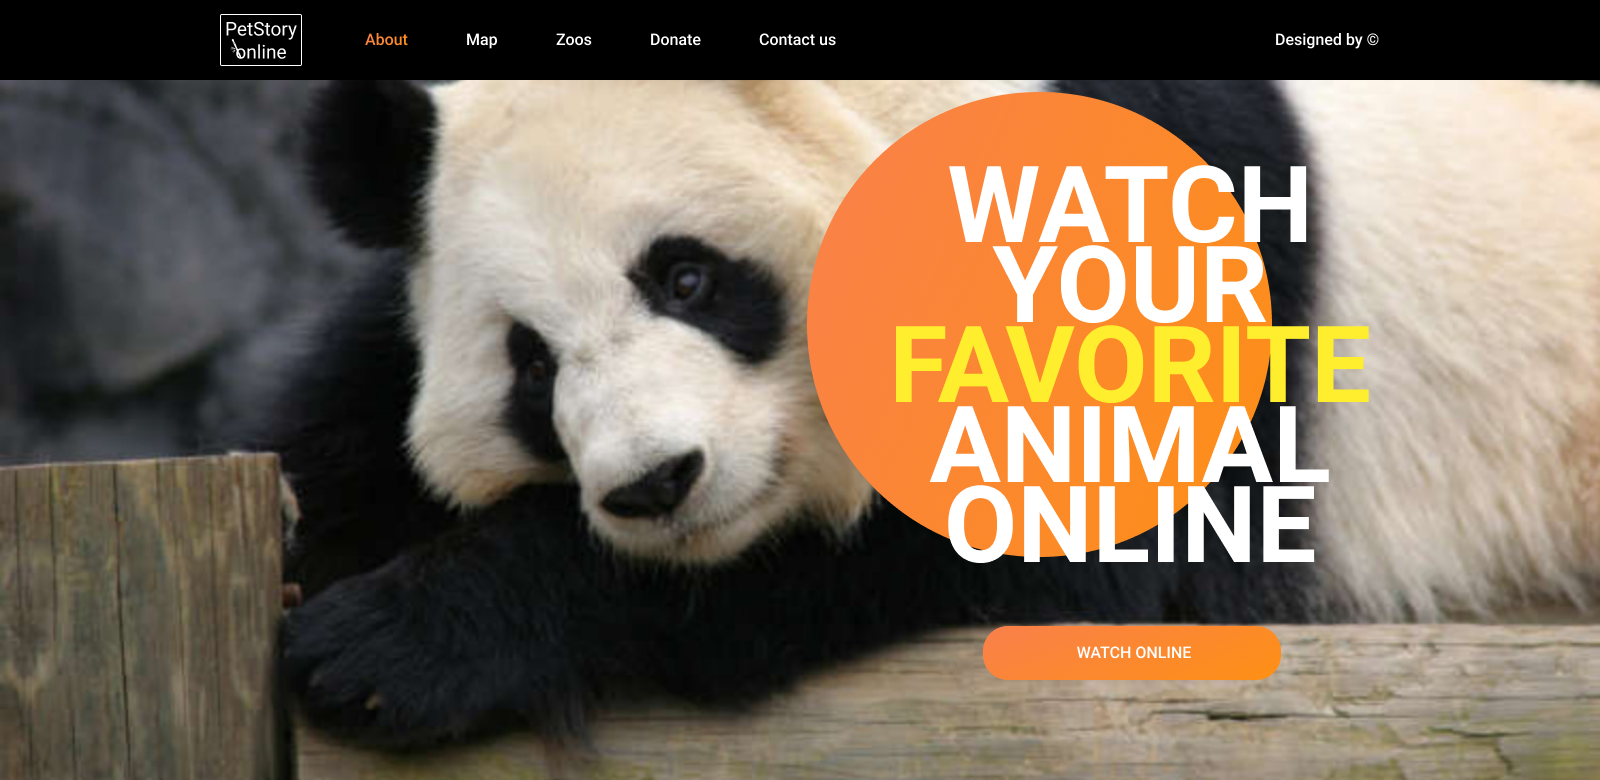 PetStory
online
About Map Zoos Donate Contact us Designed by ©
WATCH
YOUR
FAVORITE
ANIMAL
ONLINE
WATCH ONLINE